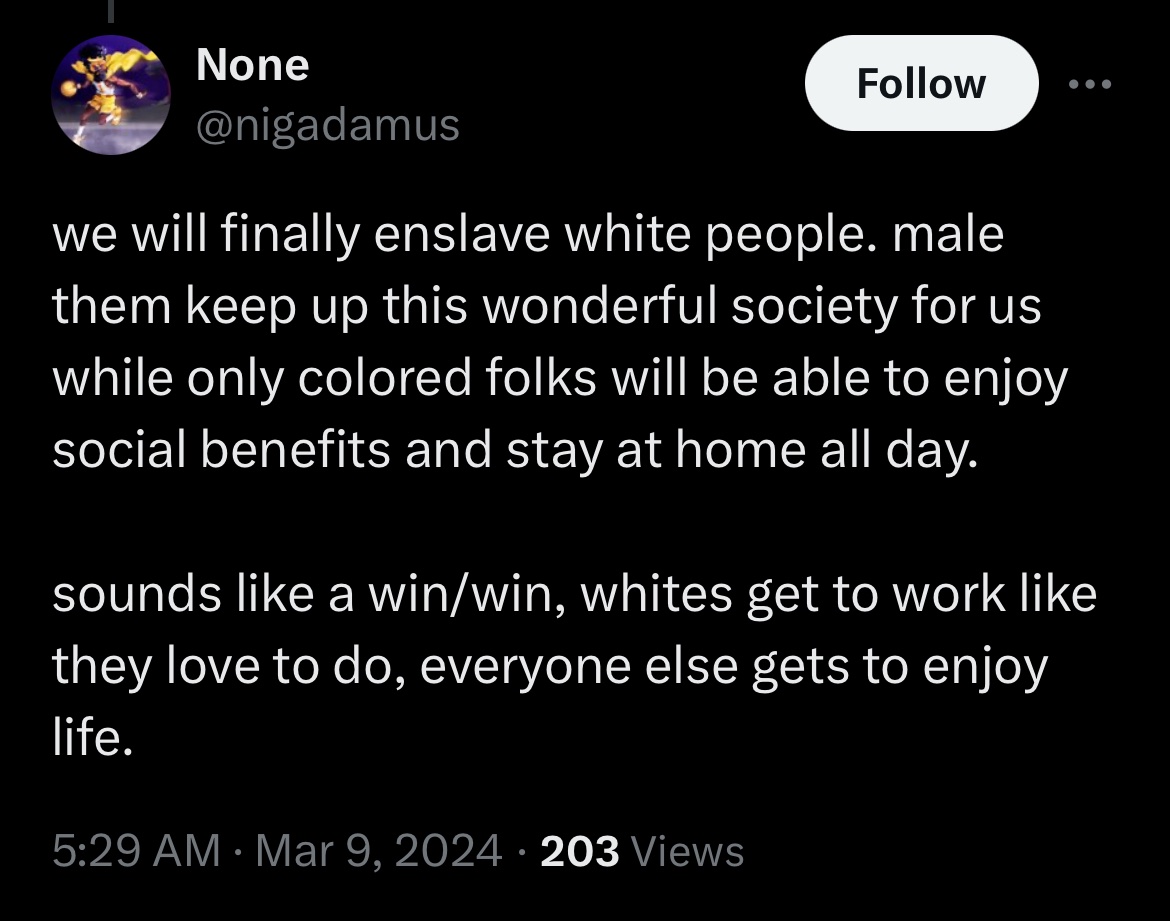 None
@nigadamus
Follow
we will finally enslave white people. male
them keep up this wonderful society for us
while only colored folks will be able to enjoy
social benefits and stay at home all day.
sounds like a win/win, whites get to work like
they love to do, everyone else gets to enjoy
life.
5:29 AM · Mar 9, 2024 · 203 Views